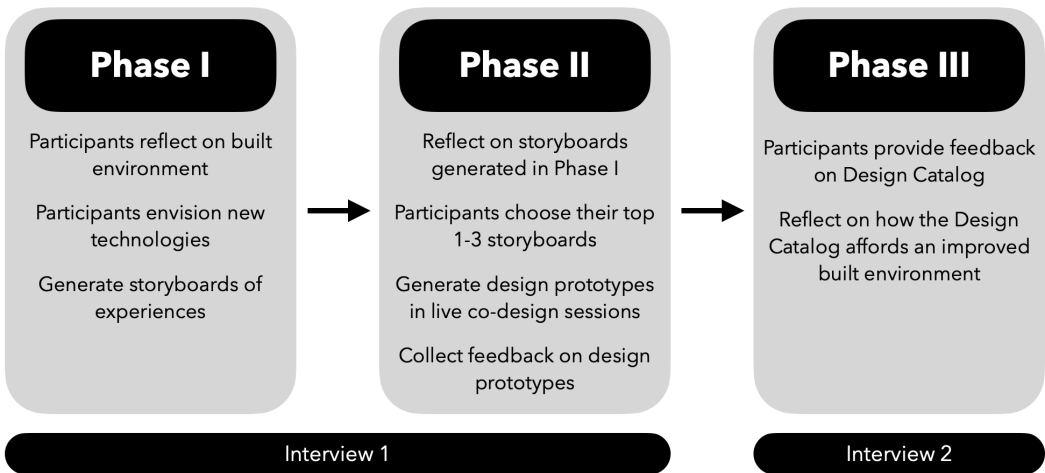 Phase I
Participants reflect on built
environment
Participants envision new
technologies
Generate storyboards of
experiences
Phase II
Reflect on storyboards
generated in Phase I
Participants choose their top
1-3 storyboards
Generate design prototypes
in live co-design sessions
Collect feedback on design
prototypes
Phase III
Participants provide feedback
on Design Catalog
Reflect on how the Design
Catalog affords an improved
built environment
Interview 1
Interview 2